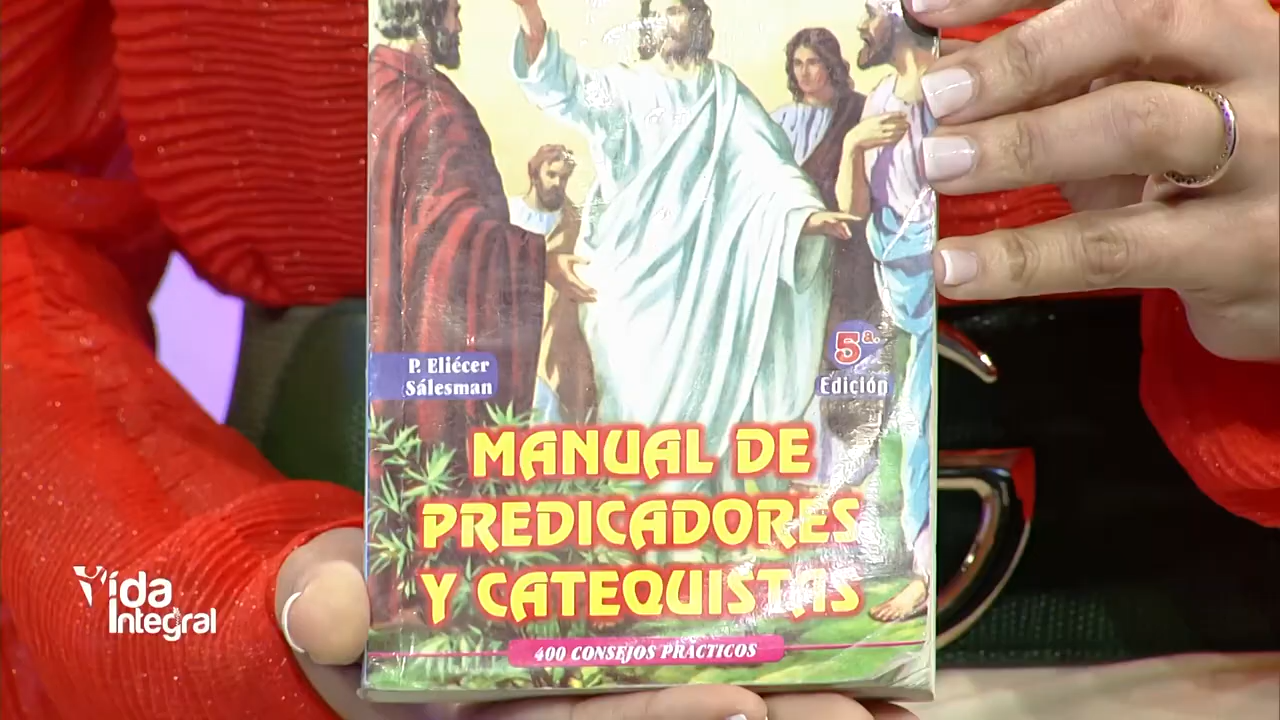 P. Eliécer
Sálesman
5ª.
Edición
MANUAL DE
PREDICADORES
Y CATEQUISTAS
400 CONSEJOS PRÁCTICOS
Vida
Integral